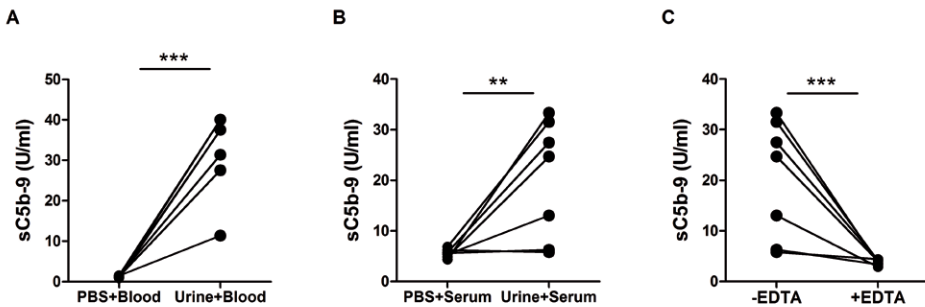 A
***
sC5b-9 (U/ml)
50
40
30
20
10
0
PBS+Blood Urine+Blood
B
**
sC5b-9 (U/ml)
40
30
20
10
0
PBS+Serum Urine+Serum
C
***
sC5b-9 (U/ml)
40
30
20
10
0
-EDTA +EDTA